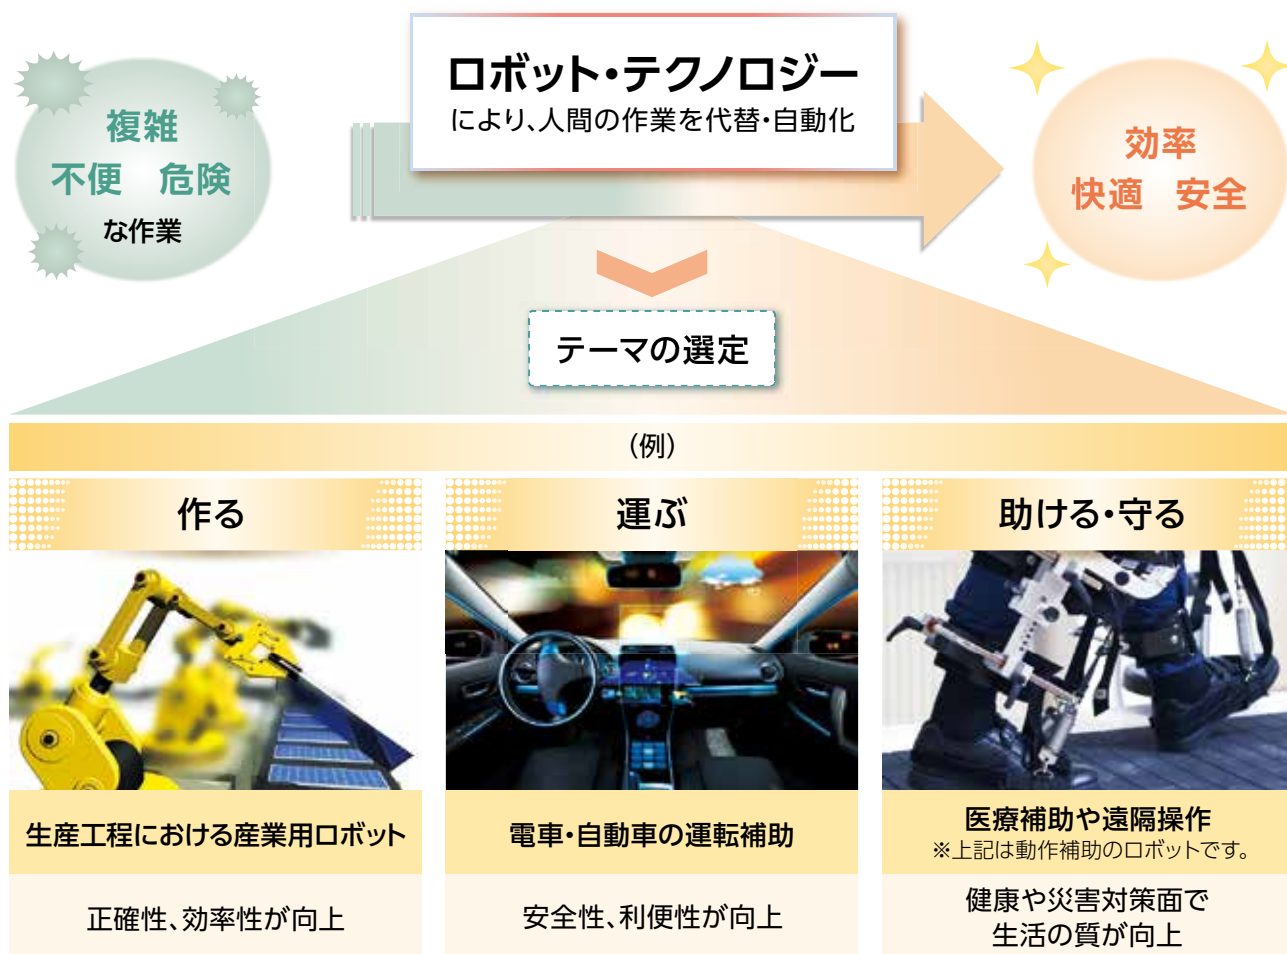 複雑
不便　危険
な作業
ロボット・テクノロジー
により、人間の作業を代替・自動化
効率
快適　安全
テーマの選定
（例）
作る
生産工程における産業用ロボット
正確性、効率性が向上
運ぶ
電車・自動車の運転補助
安全性、利便性が向上
助ける・守る
医療補助や遠隔操作
※上記は動作補助のロボットです。
健康や災害対策面で
生活の質が向上